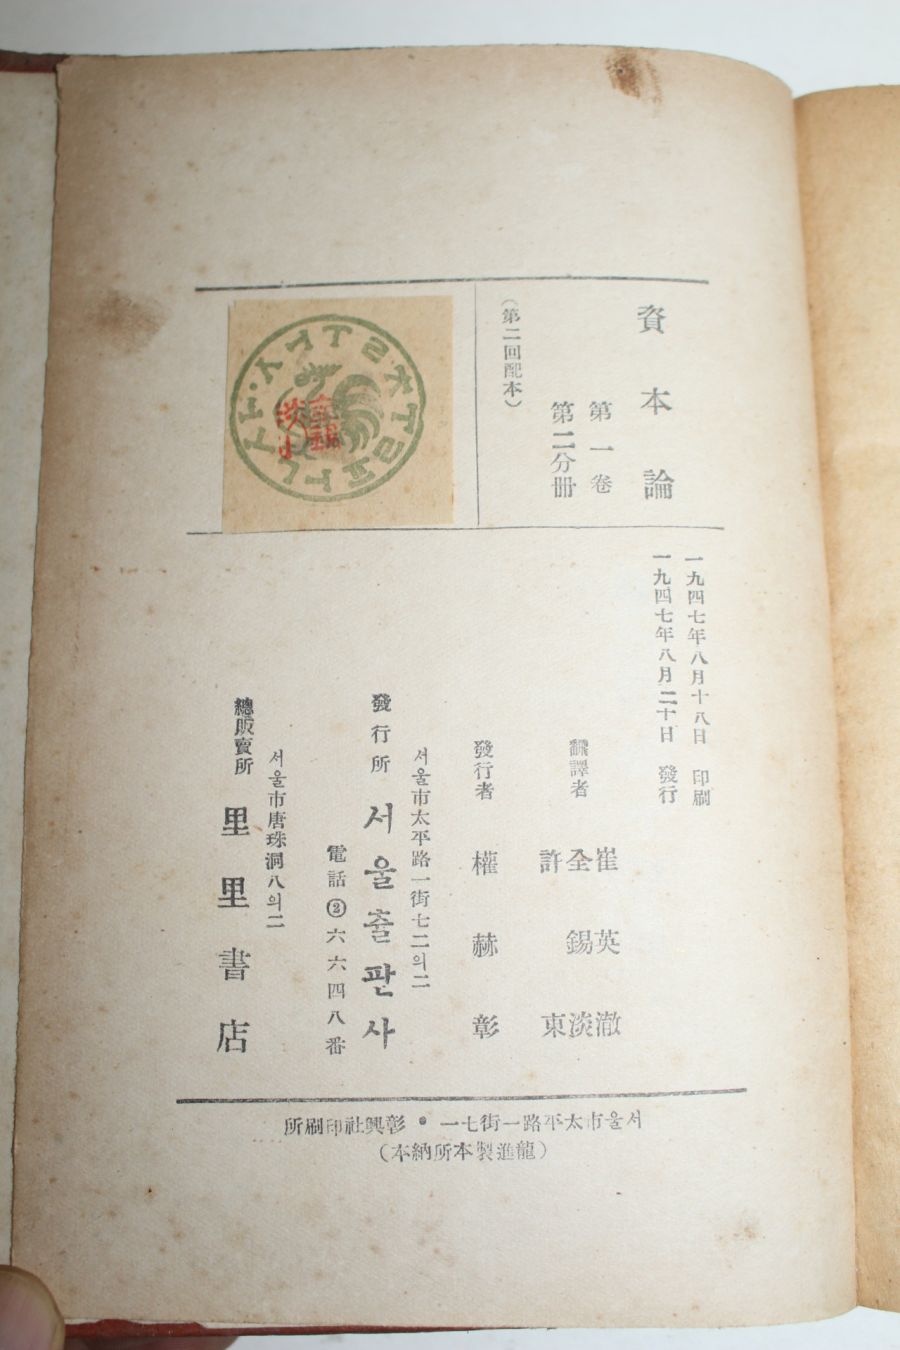 資本論
第一卷
第二分冊
(第二回配本)
一九四七年八月十八日 印刷
一九四七年八月二十日 發行
飜譯者
崔英澈
全錫淡
許東
發行者 權赫彰
서울市太平路一街七二의二
發行所 서울출판사
電話②六六四八番
서울市唐珠洞八의二
總販賣所 里里書店
서울市太平路一街七一・彰興社印刷所
(龍進製本所納本)